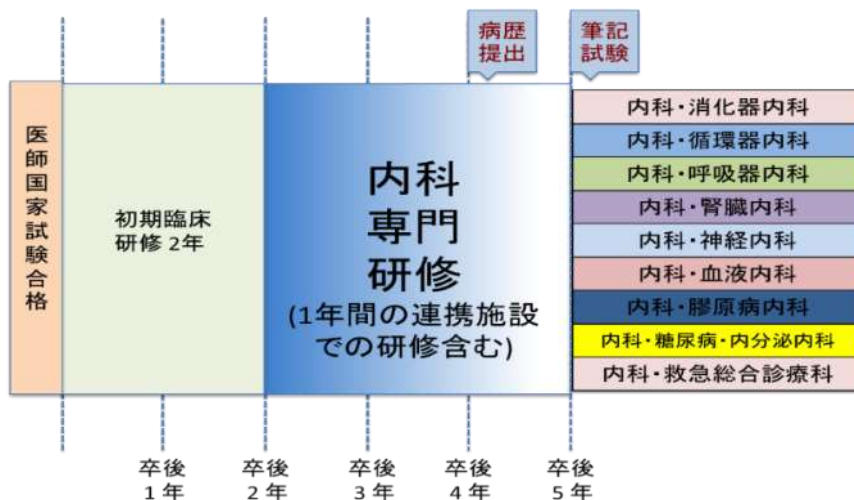 病歴
提出
筆記
試験
医師国家試験合格
初期臨床
研修 2年
内科
専門
研修
(1年間の連携施設
での研修含む)
内科・消化器内科
内科・循環器内科
内科・呼吸器内科
内科・腎臓内科
内科・神経内科
内科・血液内科
内科・膠原病内科
内科・糖尿病・内分泌内科
内科・救急総合診療科
卒後
1年
卒後
2年
卒後
3年
卒後
4年
卒後
5年